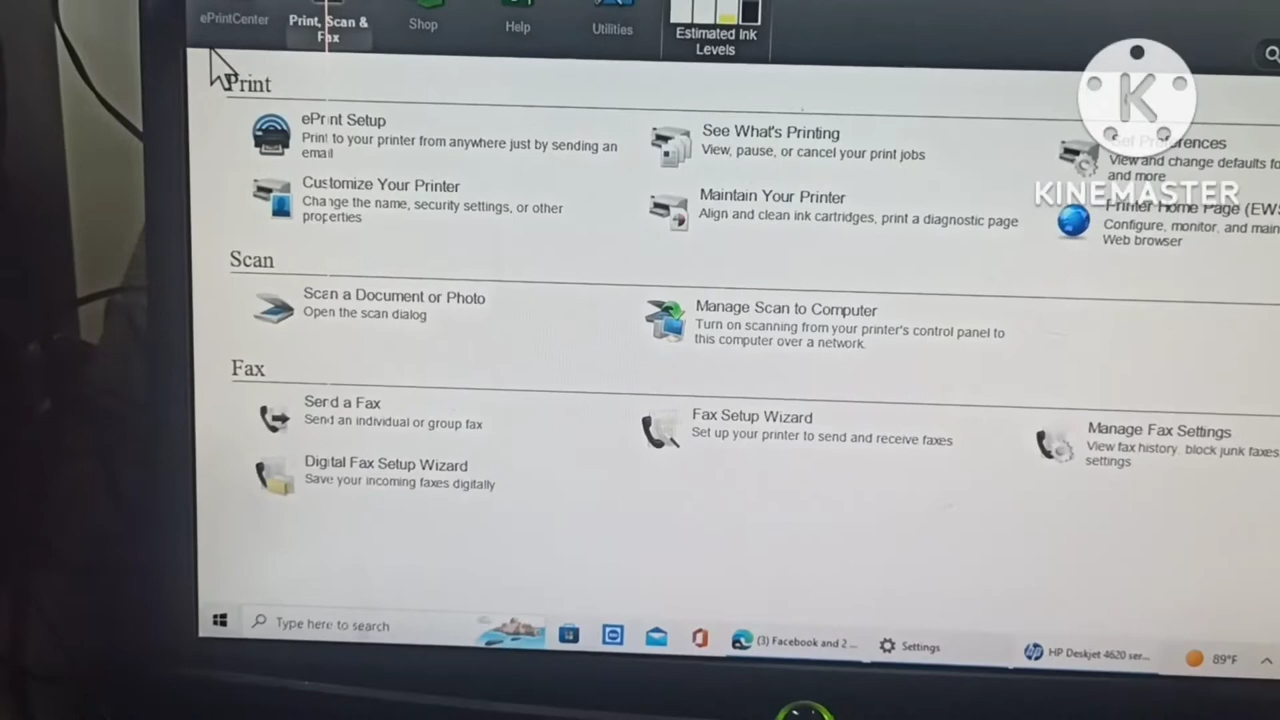 ePrintCenter
Print, Scan &
Fax
Shop
Help
Utilities
Estimated Ink
Levels
Print
ePrint Setup
Print to your printer from anywhere just by sending an
email
See What's Printing
View, pause, or cancel your print jobs
Set Preferences
View and change defaults fo
and more
Customize Your Printer
Change the name, security settings, or other
properties
Maintain Your Printer
Align and clean ink cartridges, print a diagnostic page
Printer Home Page (EWS
Configure, monitor, and main
Web browser
K
KINEMASTER
Scan
Scan a Document or Photo
Open the scan dialog
Manage Scan to Computer
Turn on scanning from your printer's control panel to
this computer over a network.
Fax
Send a Fax
Send an individual or group fax
Fax Setup Wizard
Set up your printer to send and receive faxes
Manage Fax Settings
View fax history, block junk faxes
settings
Digital Fax Setup Wizard
Save your incoming faxes digitally
Type here to search
(3) Facebook and 2 ...
Settings
hp
HP Deskjet 4620 ser...
89°F